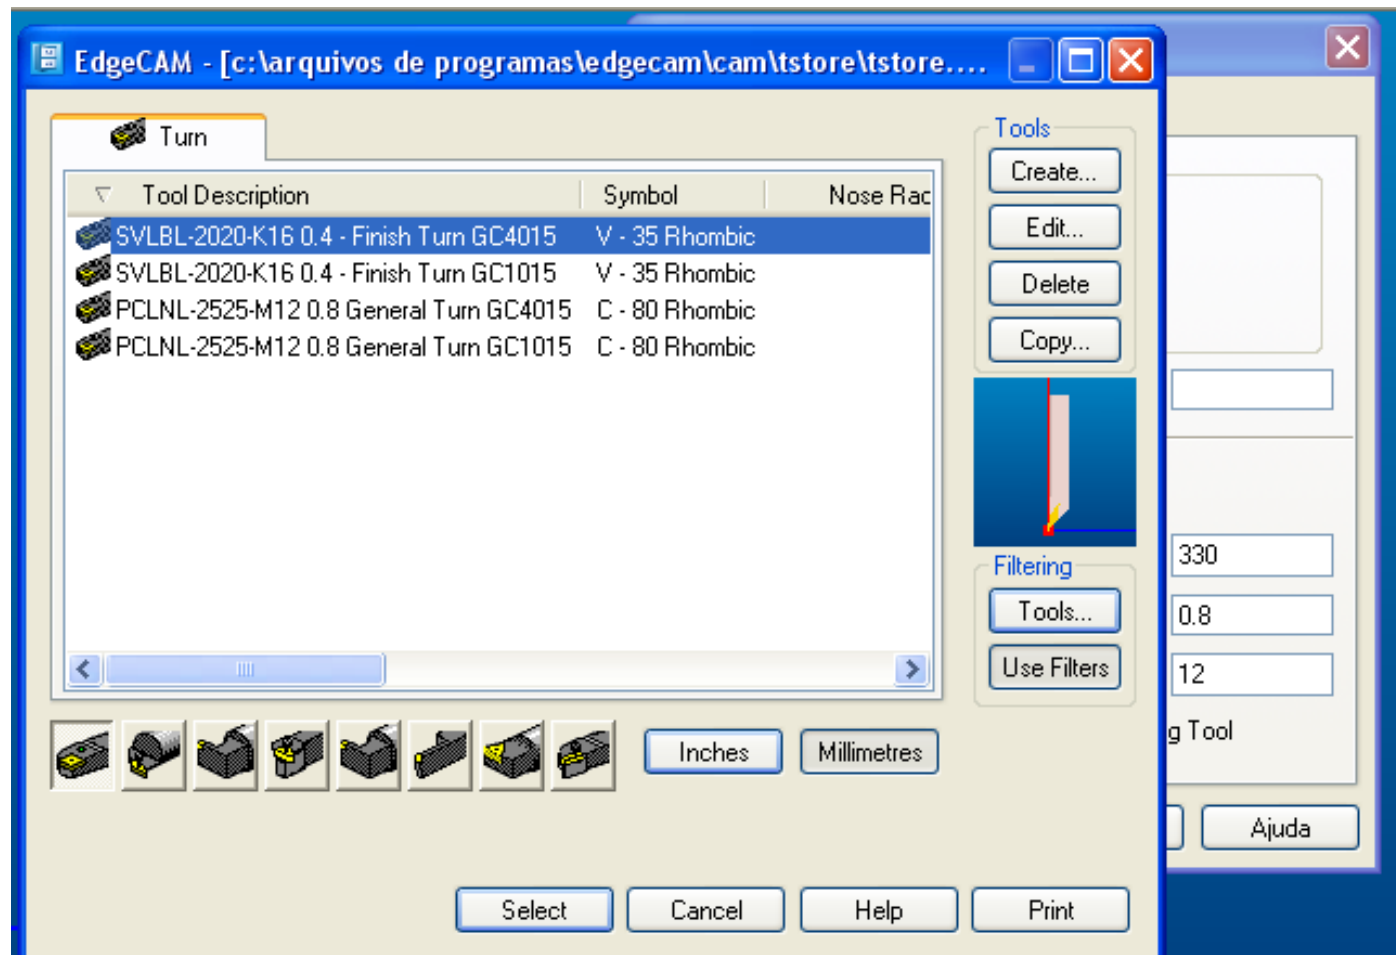 EdgeCAM - [c:\arquivos de programas\edgecam\cam\tstore\tstore....
Turn
Tool Description Symbol Nose Rad
SVLBL-2020-K16 0.4 - Finish Turn GC4015 V - 35 Rhombic
SVLBL-2020-K16 0.4 - Finish Turn GC1015 V - 35 Rhombic
PCLNL-2525-M12 0.8 General Turn GC4015 C - 80 Rhombic
PCLNL-2525-M12 0.8 General Turn GC1015 C - 80 Rhombic
Tools
Create...
Edit...
Delete
Copy...
Filtering
Tools...
Use Filters
Inches Millimetres
Select Cancel Help Print
330
0.8
12
g Tool
Ajuda